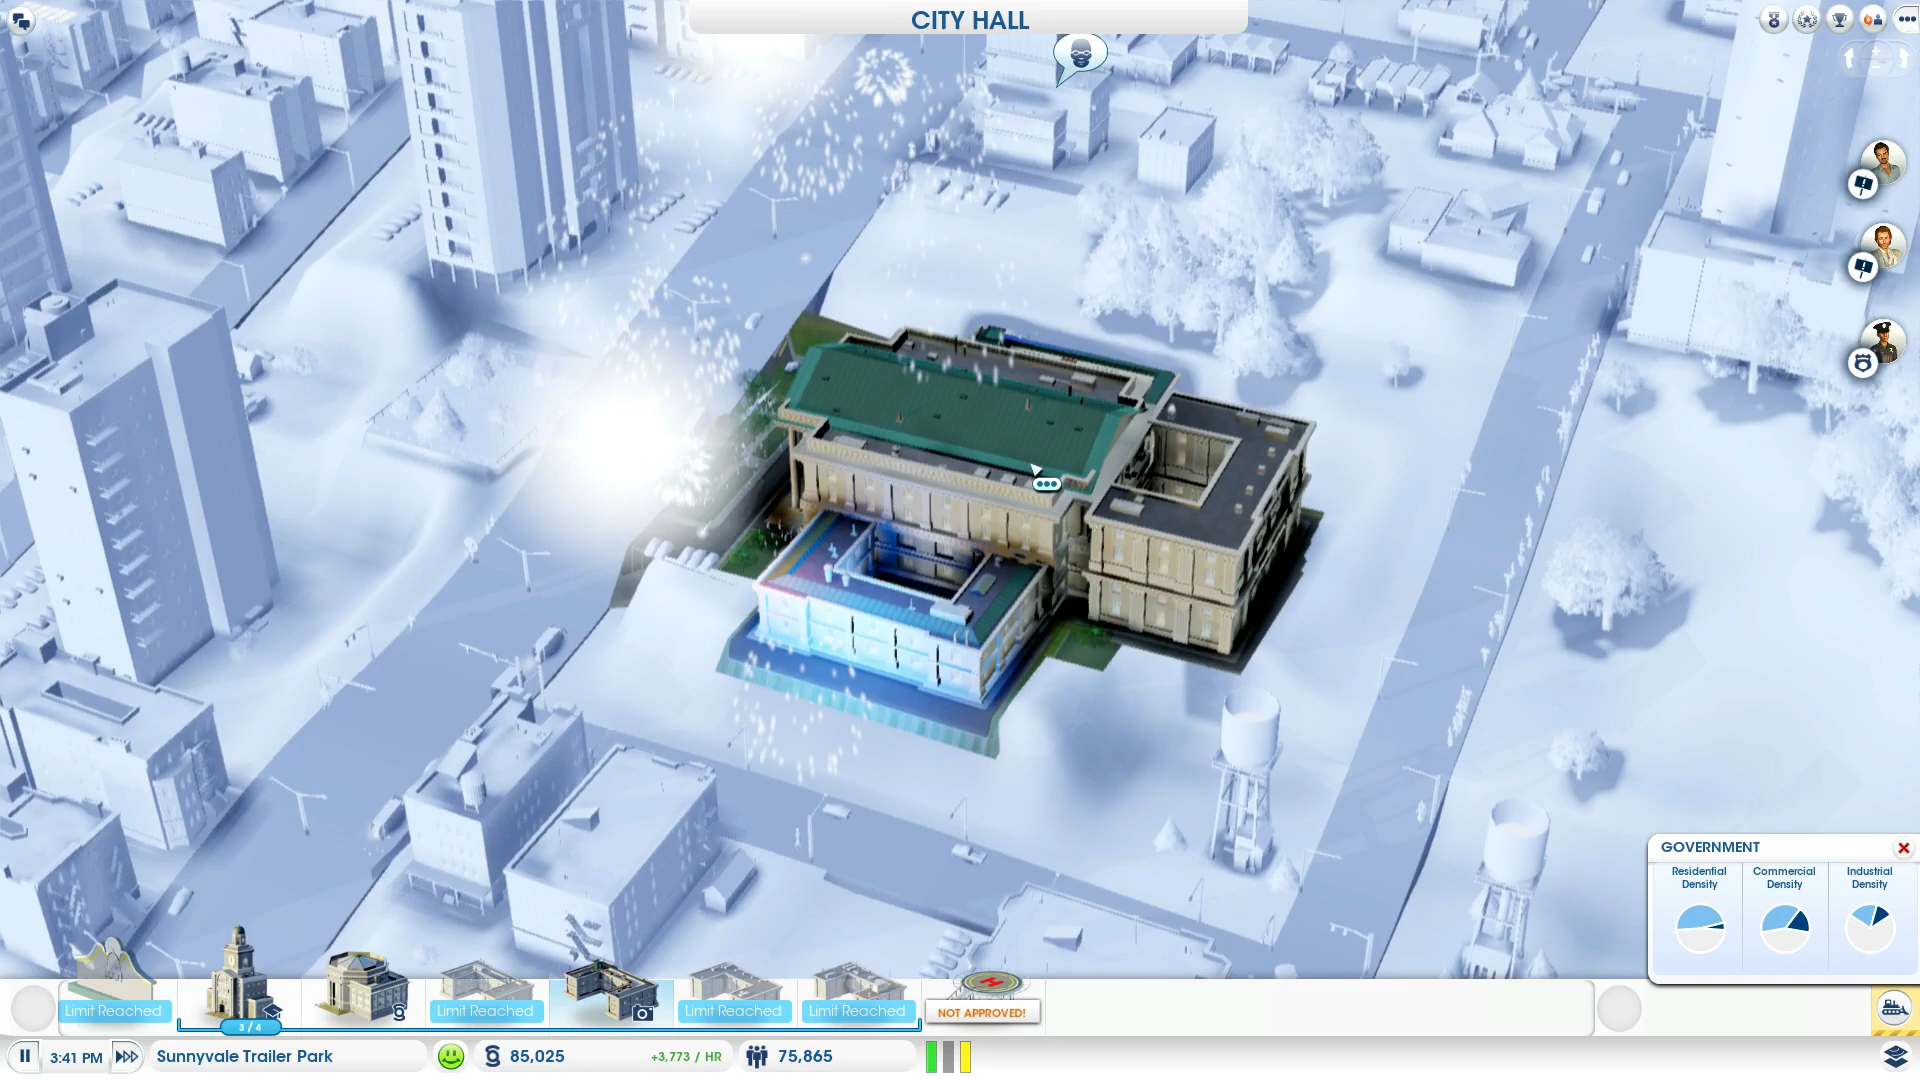 CITY HALL
GOVERNMENT
Residential
Density
Commercial
Density
Industrial
Density
Limit Reached
Limit Reached
Limit Reached
Limit Reached
H
NOT APPROVED!
3 / 4
3:41 PM
Sunnyvale Trailer Park
85,025
+3,773 / HR
75,865